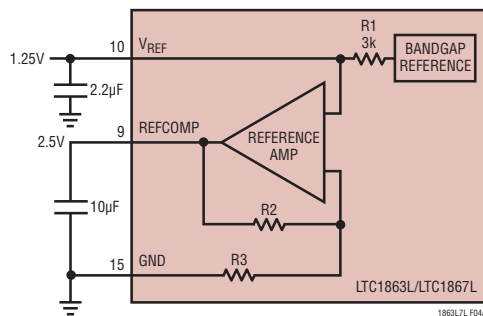 1.25V
10
VREF
R1
3k
BANDGAP
REFERENCE
2.2µF
2.5V
9
REFCOMP
REFERENCE
AMP
10µF
R2
R3
15
GND
LTC1863L/LTC1867L
1863L7L F04a